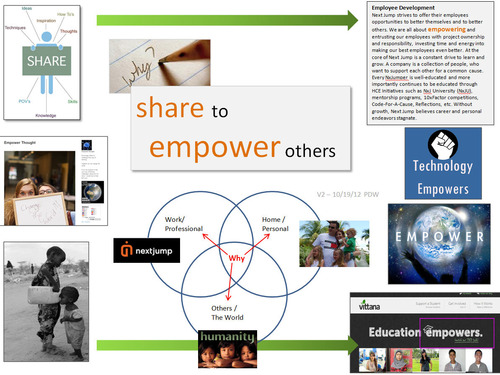 Ideas
How To's
Inspiration
Techniques
Thoughts
SHARE
POV's
Skills
Knowledge
Why?
Employee Development
Next Jump strives to offer their employees
opportunities to better themselves and to better
others. We are all about empowering and
entrusting our employees with project ownership
and responsibility, investing time and energy into
making our best employees even better. At the
core of Next Jump is a constant drive to learn and
grow. A company is a collection of people, who
want to support each other for a common cause.
Every NxJumper is well-educated and more
importantly continues to be educated through
HCE Initiatives such as NxJ University (NxJU),
mentorship programs, 10xFactor competitions,
Code-For-A-Cause, Reflections, etc. Without
growth, Next Jump believes career and personal
endeavors stagnate.
share to
empower others
Empower Thought
Technology
Empowers
V2 – 10/19/12 PDW
Work/
Professional
Home /
Personal
nextjump
Why
EMPOWER
Others /
The World
humanity
vittana
Education empowers.